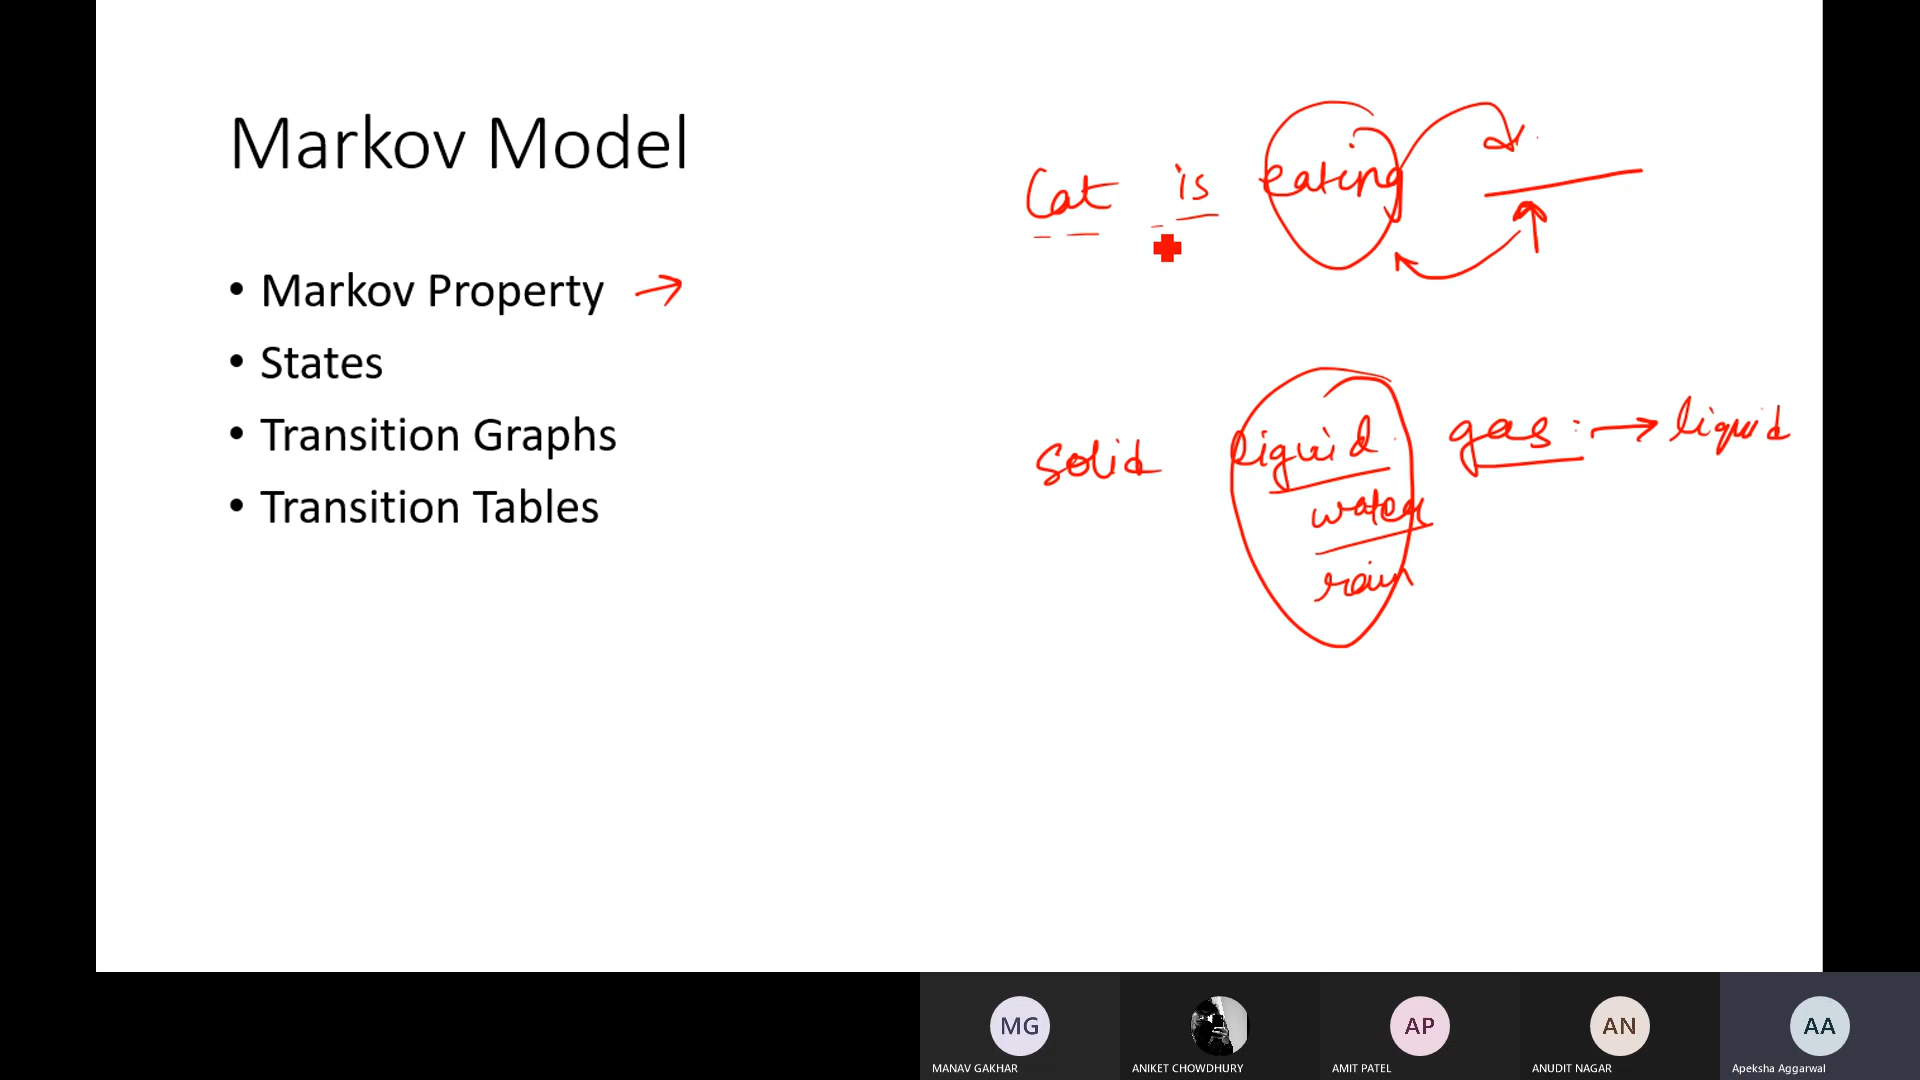 Markov Model
• Markov Property →
• States
• Transition Graphs
• Transition Tables
Cat is eating
solid liquid gas : → liquid
water
rain
MG AP AN AA
MANAV GAKHAR ANIKET CHOWDHURY AMIT PATEL ANUDIT NAGAR Apeksha Aggarwal